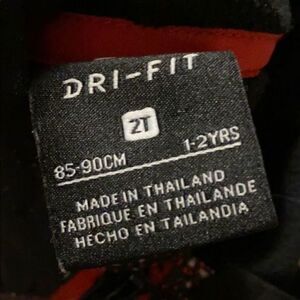 DRI-FIT
2T
85-90CM 1-2YRS
MADE IN THAILAND
FABRIQUE EN THAILANDE
HECHO EN TAILANDIA